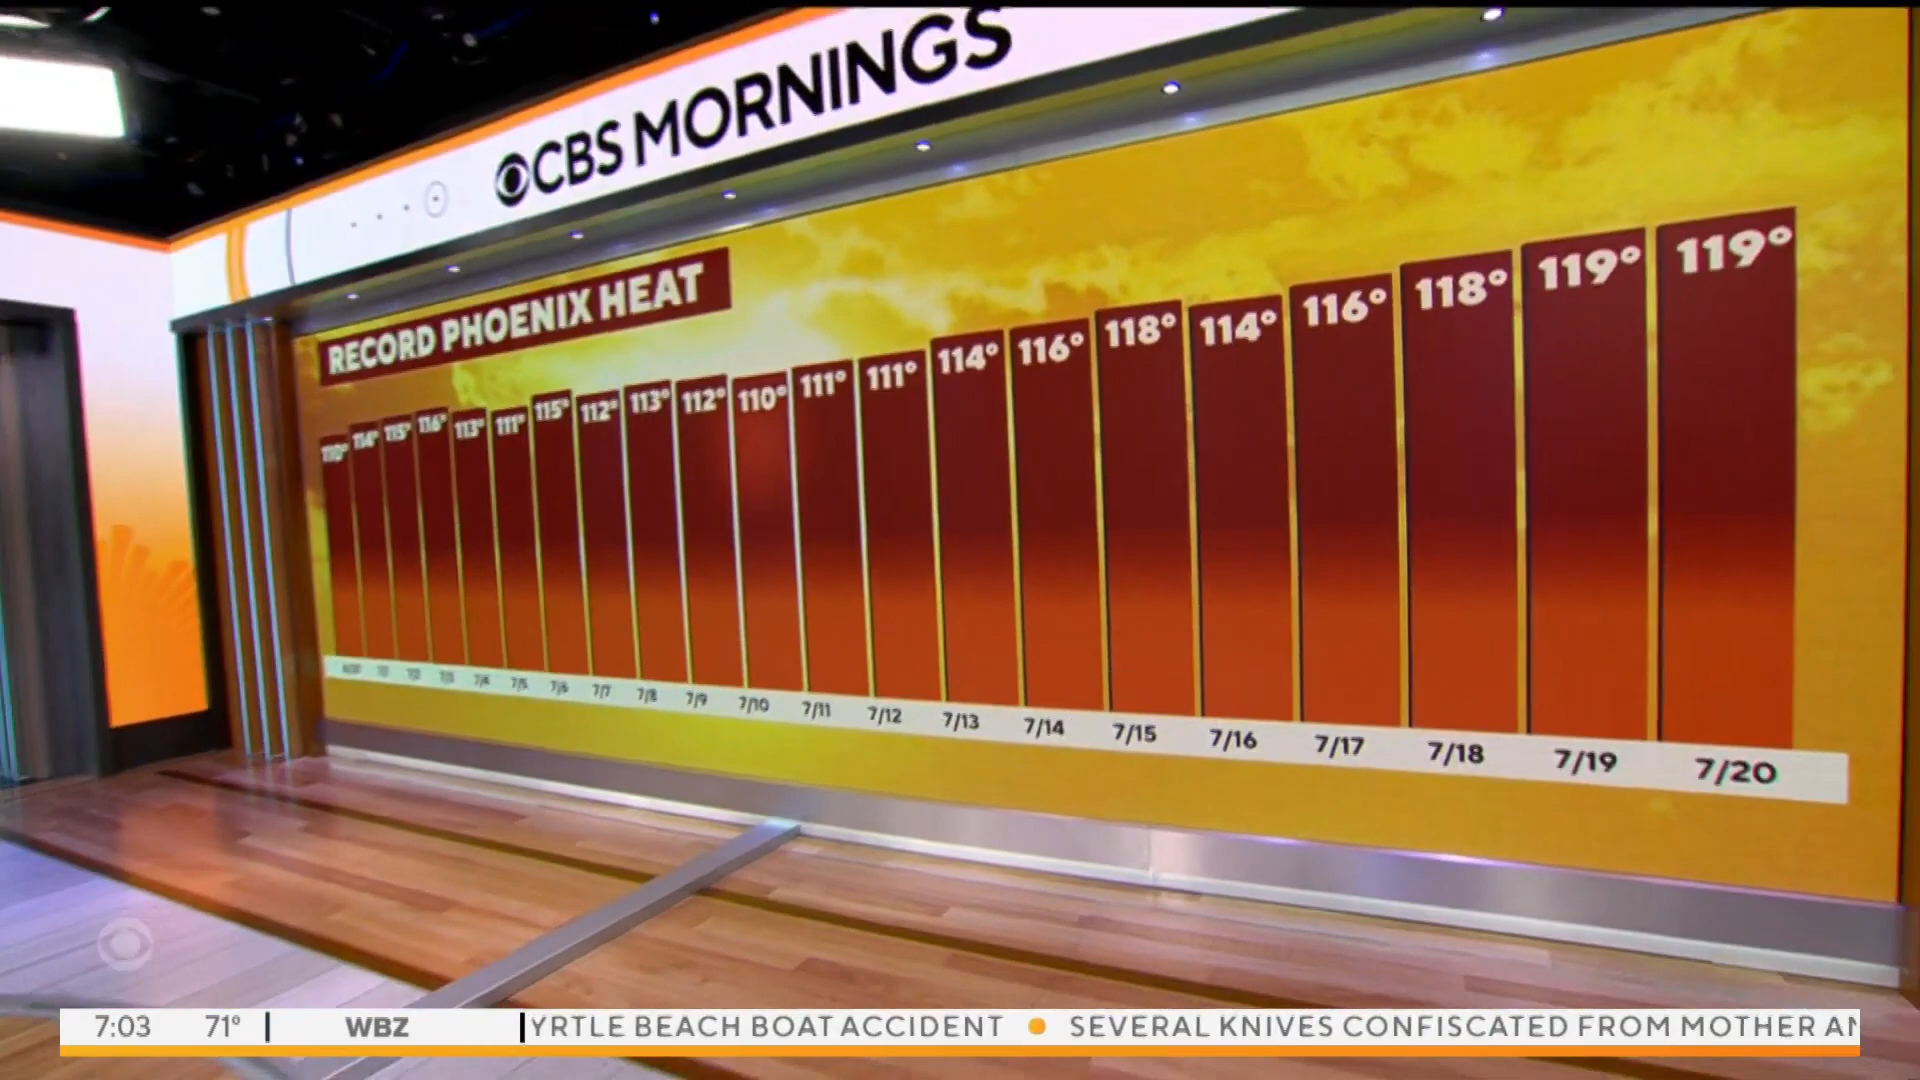 CBS MORNINGS
RECORD PHOENIX HEAT
110° 114° 115° 116° 113° 111° 115° 112° 113° 112° 110° 111° 111° 114° 116° 118° 114° 116° 118° 119° 119°
7/3 7/4 7/5 7/6 7/7 7/8 7/9 7/10 7/11 7/12 7/13 7/14 7/15 7/16 7/17 7/18 7/19 7/20
7:03 71° | WBZ YRTLE BEACH BOAT ACCIDENT SEVERAL KNIVES CONFISCATED FROM MOTHER AN